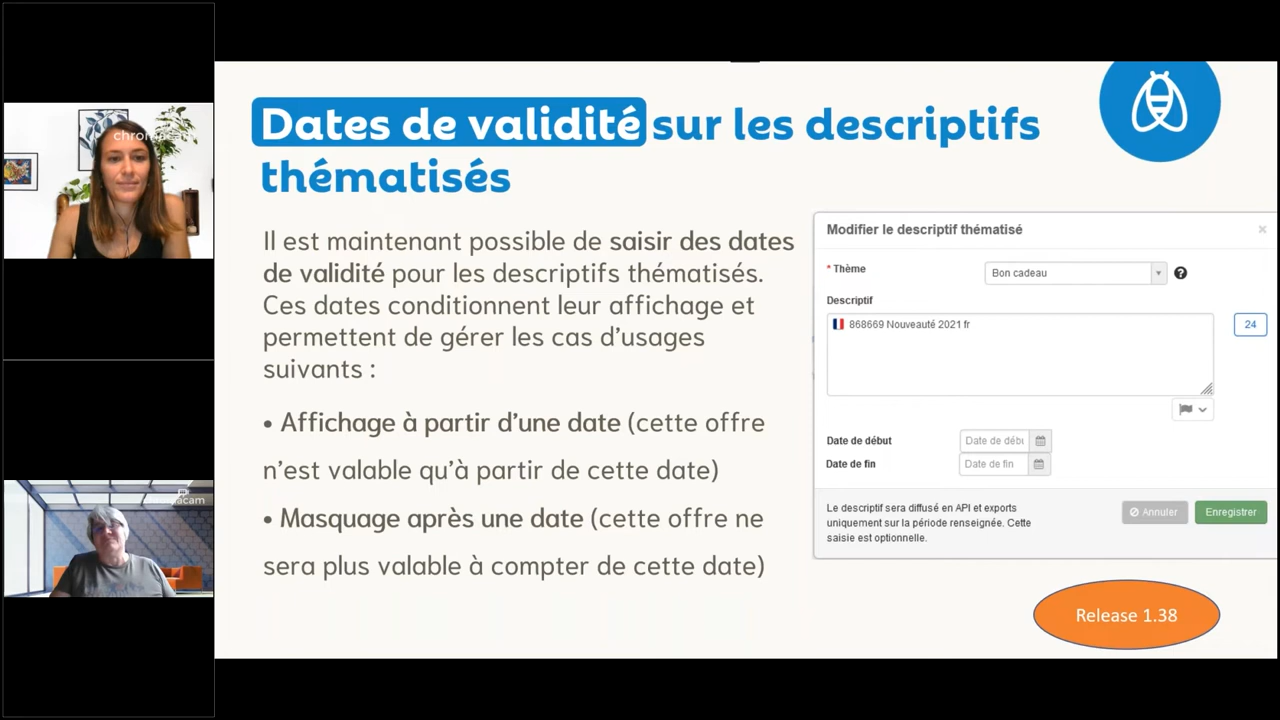 chromacam
Dates de validité sur les descriptifs
thématisés
Il est maintenant possible de saisir des dates
de validité pour les descriptifs thématisés.
Ces dates conditionnent leur affichage et
permettent de gérer les cas d’usages
suivants :
• Affichage à partir d’une date (cette offre
n’est valable qu’à partir de cette date)
• Masquage après une date (cette offre ne
sera plus valable à compter de cette date)
Modifier le descriptif thématisé
* Thème
Bon cadeau
Descriptif
868669 Nouveauté 2021 fr
24
Date de début
Date de débu
Date de fin
Date de fin
Le descriptif sera diffusé en API et exports
uniquement sur la période renseignée. Cette
saisie est optionnelle.
Annuler
Enregistrer
Release 1.38